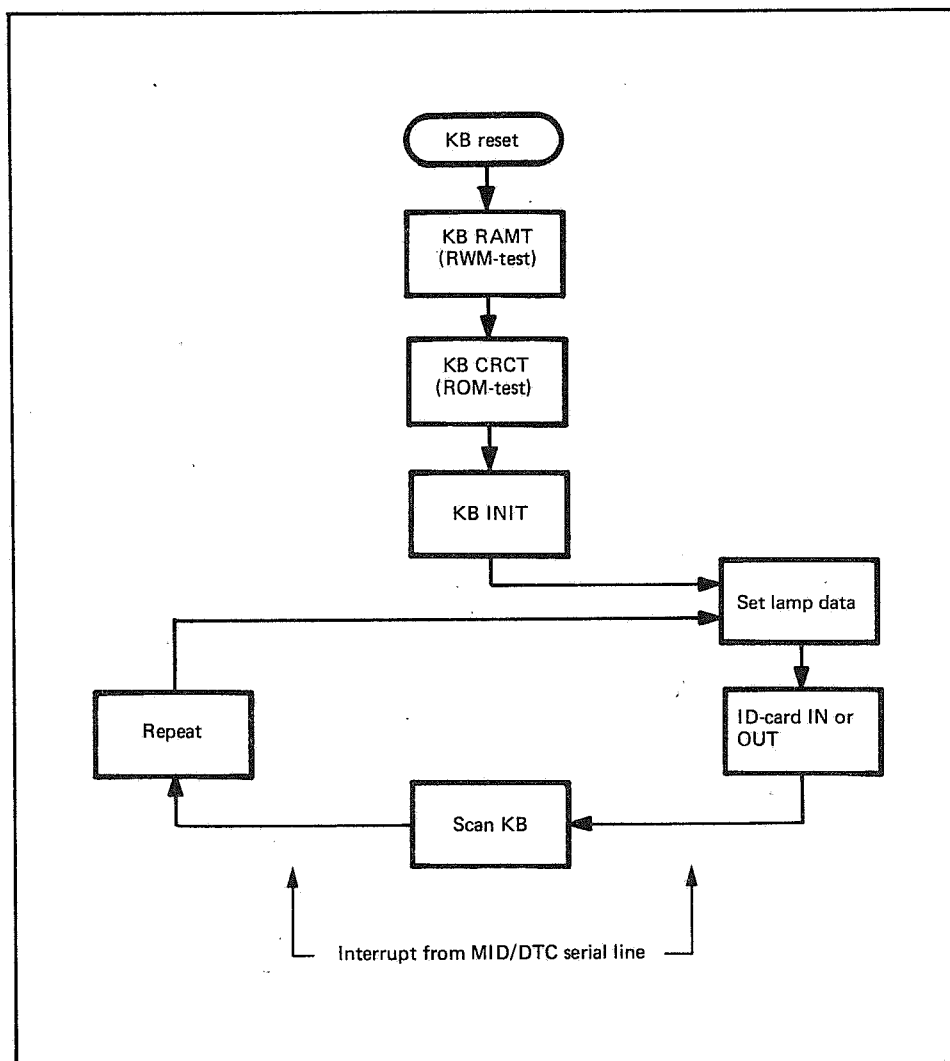 KB reset
KB RAMT
(RWM-test)
KB CRCT
(ROM-test)
KB INIT
Set lamp data
Repeat
ID-card IN or
OUT
Scan KB
Interrupt from MID/DTC serial line